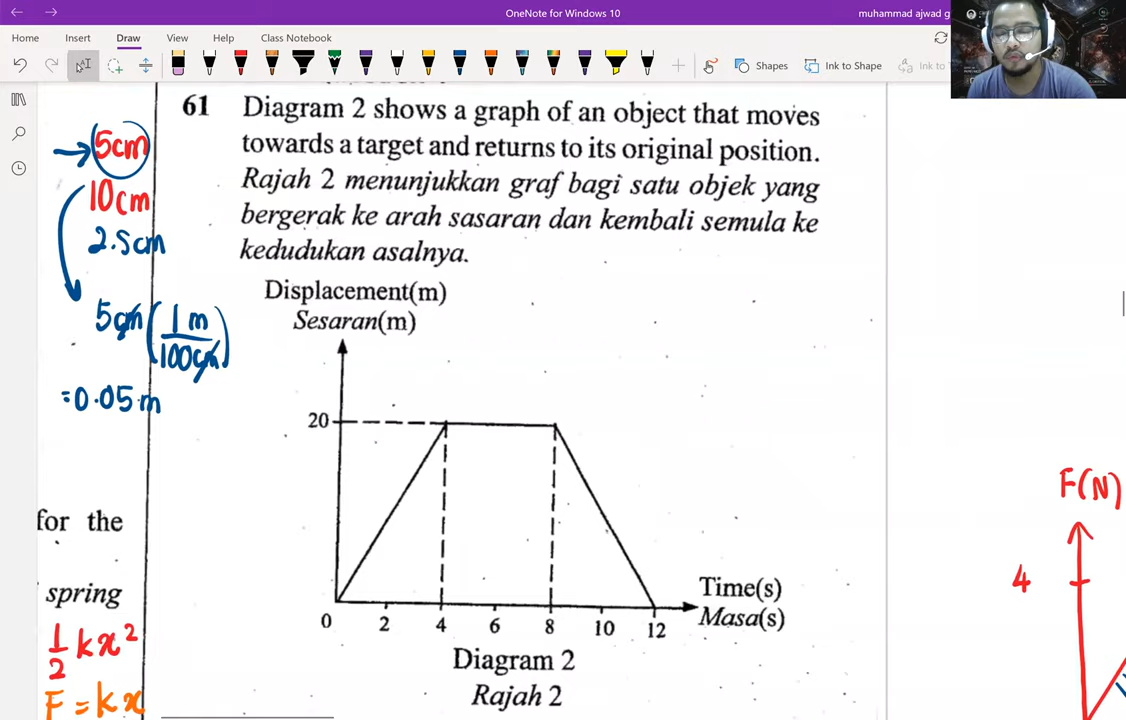 OneNote for Windows 10
muhammad ajwad g
Home
Insert
Draw
View
Help
Class Notebook
Shapes
Ink to Shape
Ink to
61 Diagram 2 shows a graph of an object that moves
towards a target and returns to its original position.
Rajah 2 menunjukkan graf bagi satu objek yang
bergerak ke arah sasaran dan kembali semula ke
kedudukan asalnya.
5cm
10cm
2.5cm
5cm (1m/100cm)
=0.05m
for the
spring
1/2 kx²
F = kx
Displacement(m)
Sesaran(m)
20
0 2 4 6 8 10 12
Time(s)
Masa(s)
Diagram 2
Rajah 2
F(N)
4